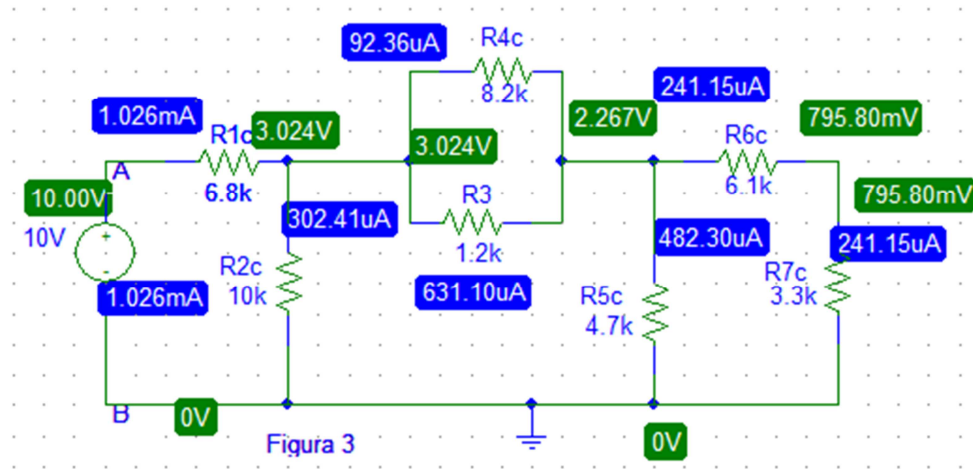 92.36uA
R4c
8.2k
1.026mA
R1c
3.024V
3.024V
2.267V
241.15uA
R6c
795.80mV
A
6.8k
6.1k
10.00V
302.41uA
R3
1.2k
795.80mV
10V
+
-
482.30uA
241.15uA
R2c
10k
1.026mA
631.10uA
R5c
4.7k
R7c
3.3k
B
0V
Figura 3
0V